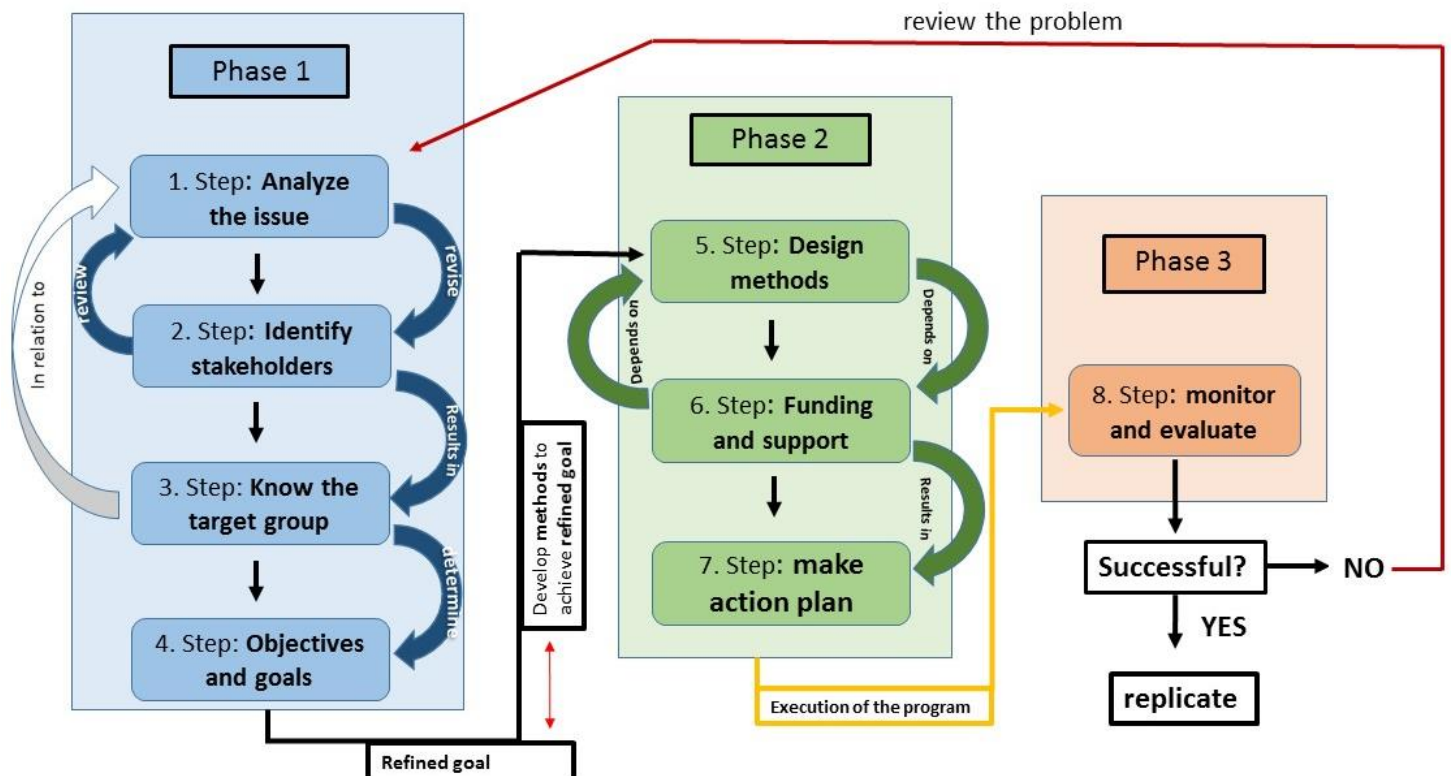 review the problem
Phase 1
1. Step: Analyze
the issue
revise
review
In relation to
2. Step: Identify
stakeholders
Results in
3. Step: Know the
target group
determine
4. Step: Objectives
and goals
Refined goal
Develop methods to
achieve refined goal
Phase 2
5. Step: Design
methods
Depends on
Depends on
6. Step: Funding
and support
Results in
7. Step: make
action plan
Execution of the program
Phase 3
8. Step: monitor
and evaluate
Successful?
NO
YES
replicate